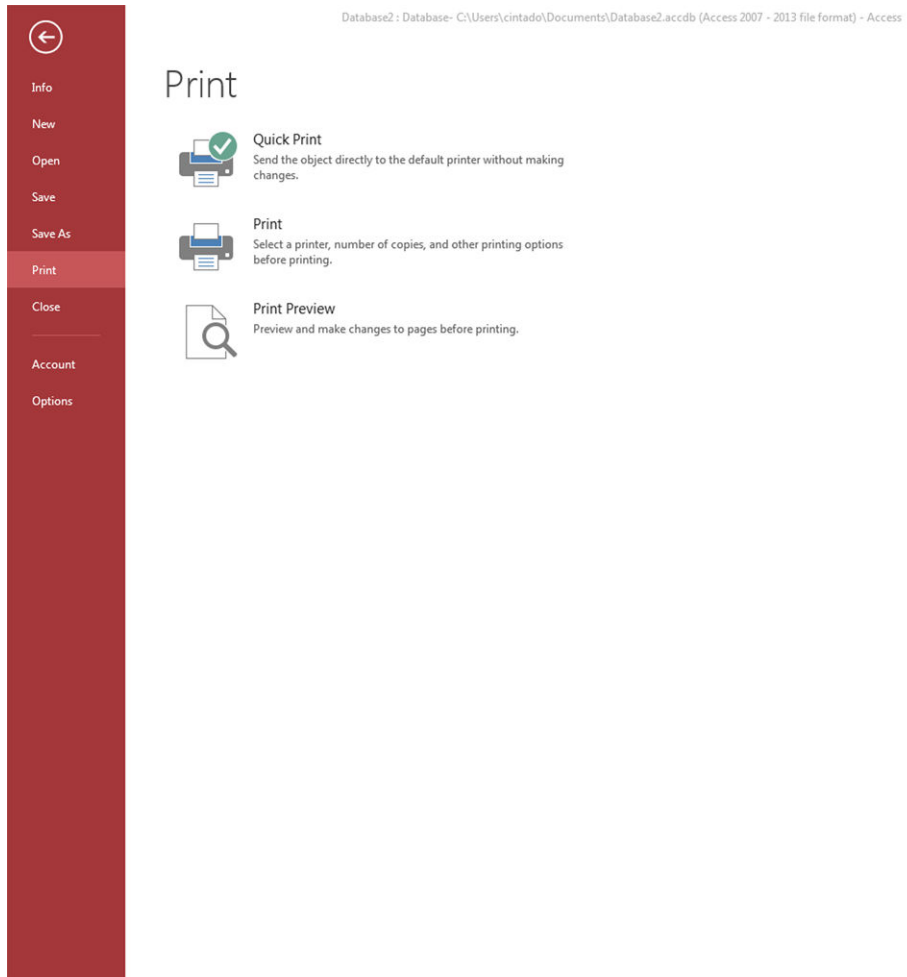 Database2 : Database- C:\Users\cintado\Documents\Database2.accdb (Access 2007 - 2013 file format) - Access
Info
New
Open
Save
Save As
Print
Close
Account
Options
Print
Quick Print
Send the object directly to the default printer without making
changes.
Print
Select a printer, number of copies, and other printing options
before printing.
Print Preview
Preview and make changes to pages before printing.